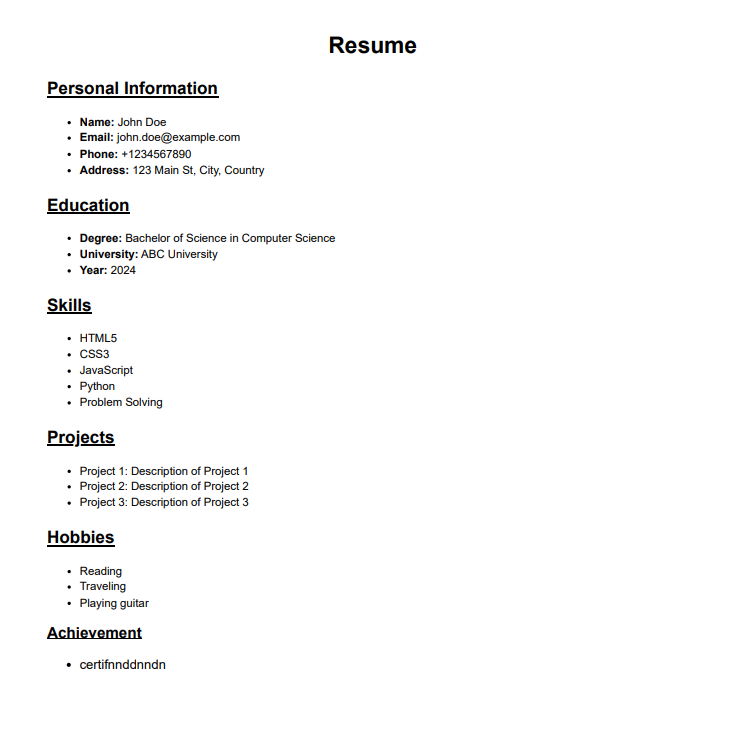 Resume
Personal Information
• Name: John Doe
• Email: john.doe@example.com
• Phone: +1234567890
• Address: 123 Main St, City, Country
Education
• Degree: Bachelor of Science in Computer Science
• University: ABC University
• Year: 2024
Skills
• HTML5
• CSS3
• JavaScript
• Python
• Problem Solving
Projects
• Project 1: Description of Project 1
• Project 2: Description of Project 2
• Project 3: Description of Project 3
Hobbies
• Reading
• Traveling
• Playing guitar
Achievement
• certifnnddnndn